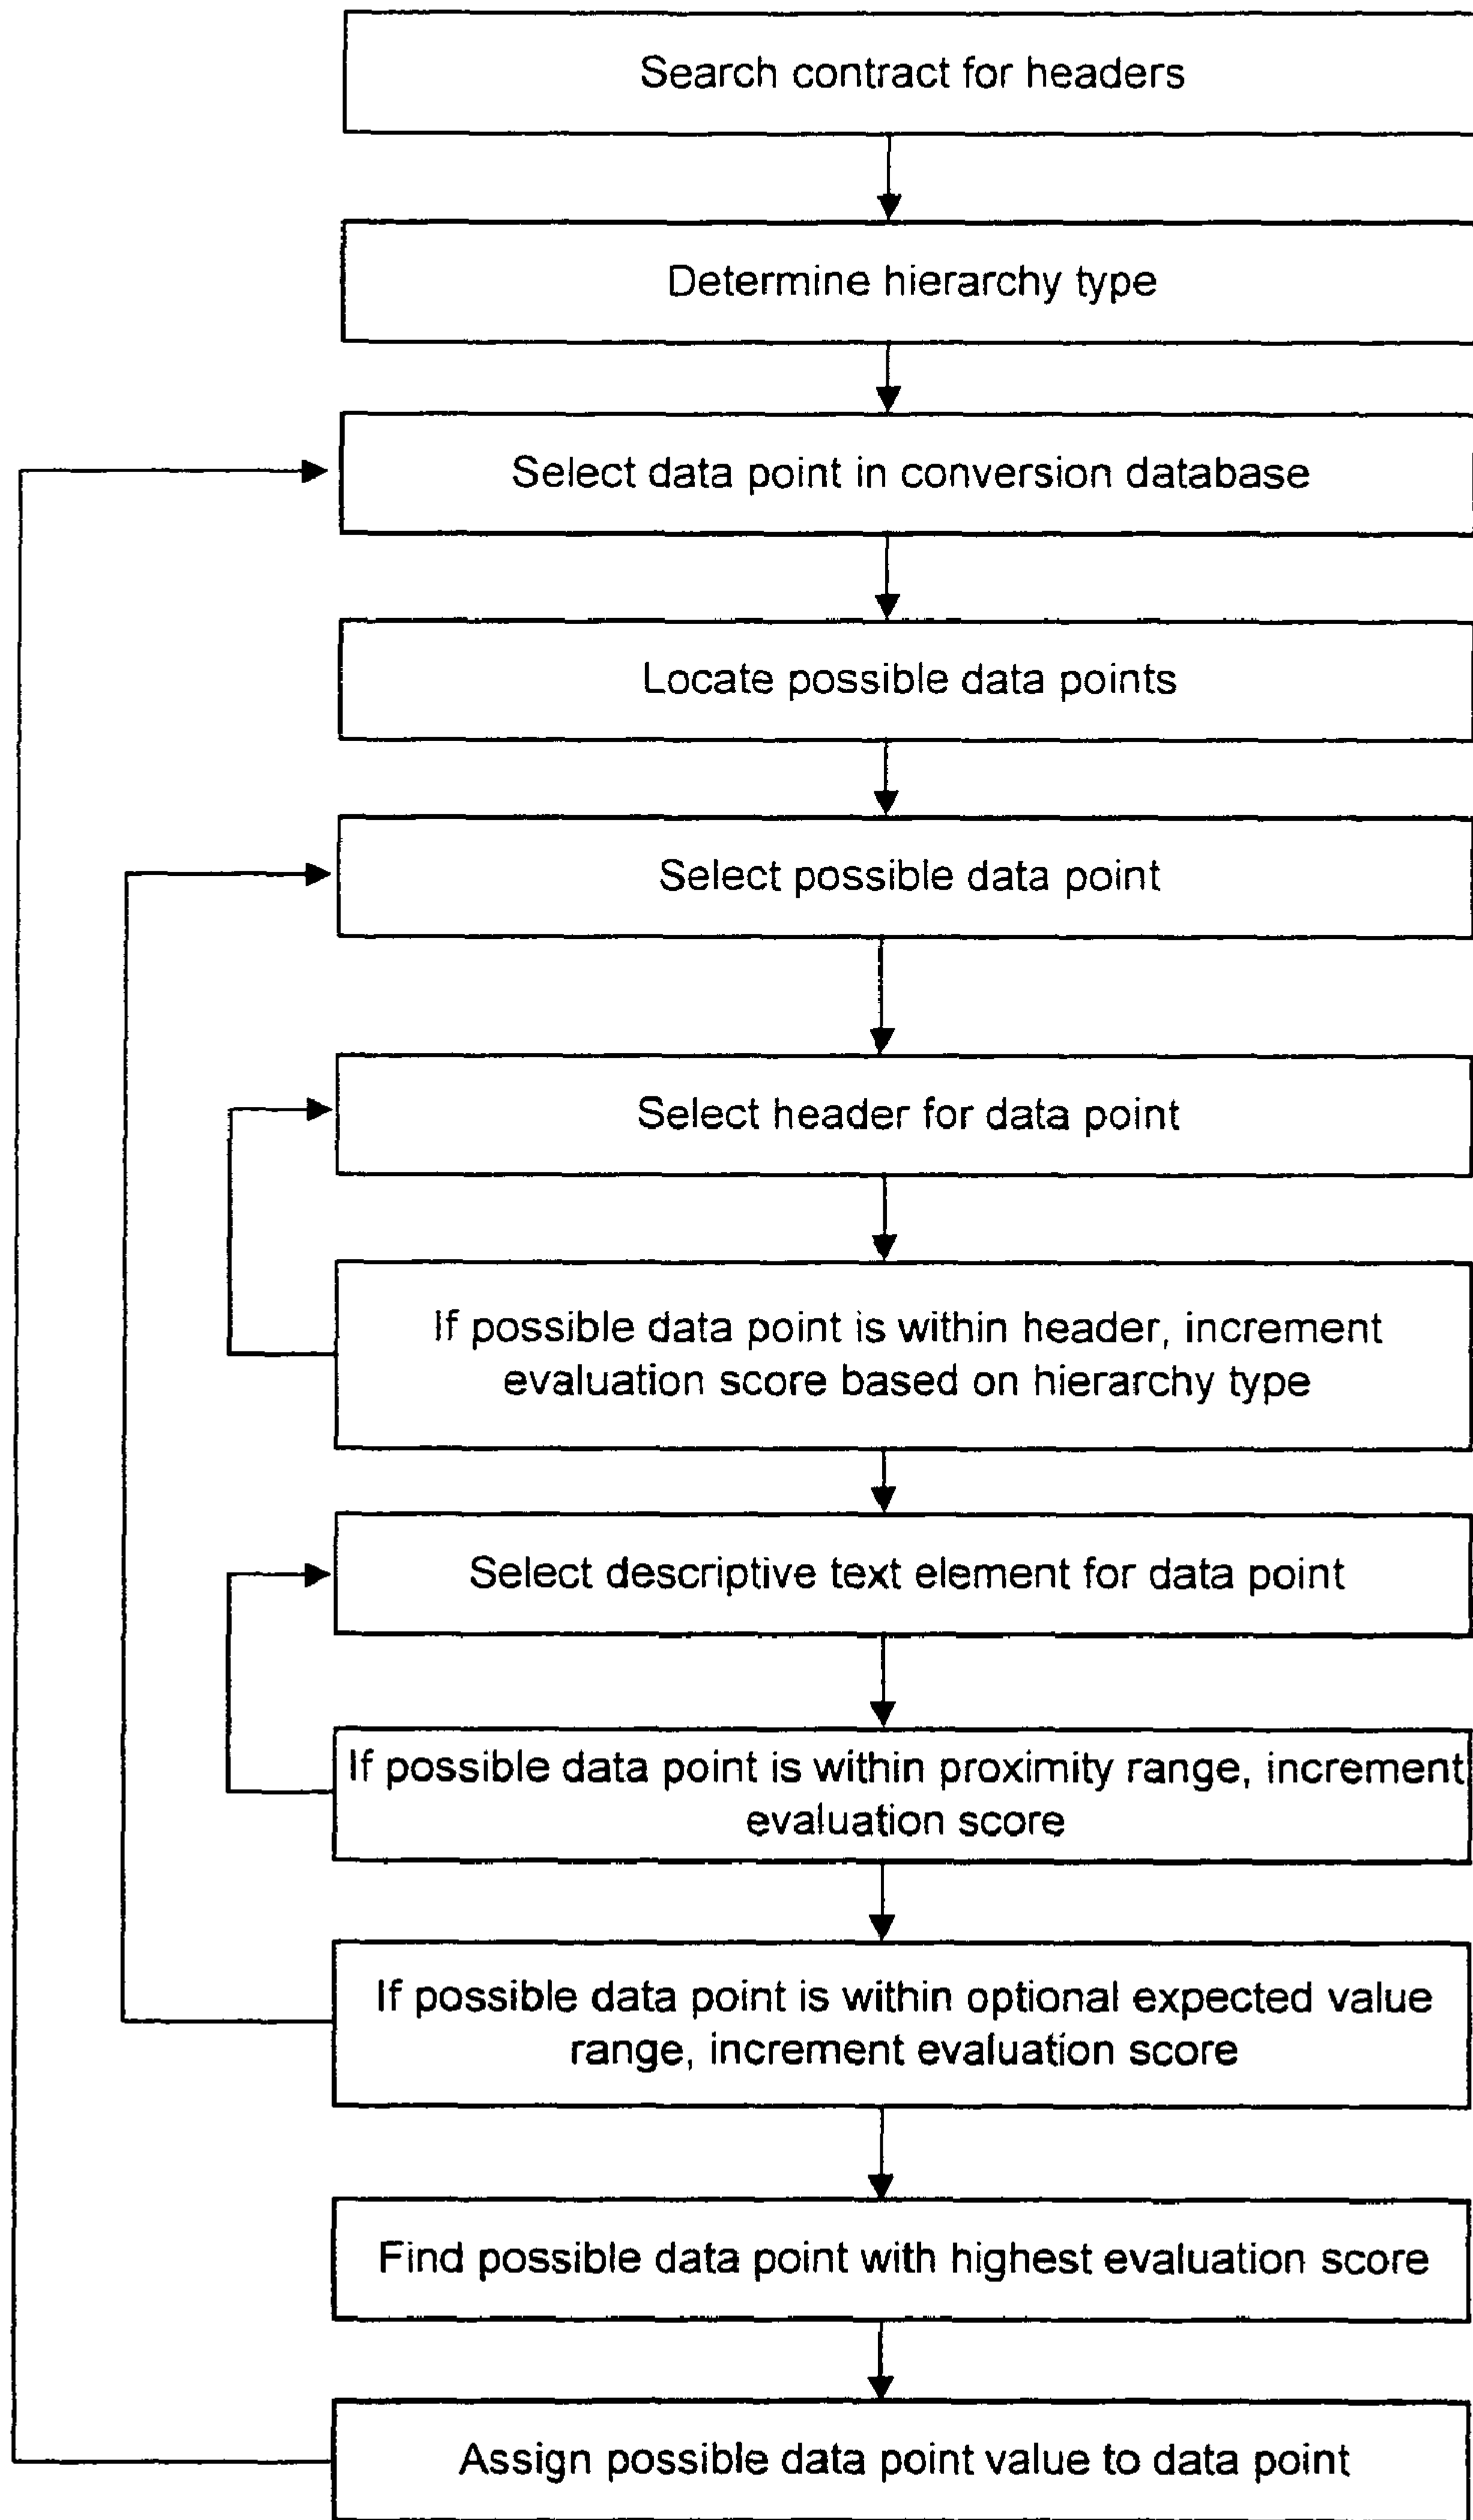 Search contract for headers
Determine hierarchy type
Select data point in conversion database
Locate possible data points
Select possible data point
Select header for data point
If possible data point is within header, increment
evaluation score based on hierarchy type
Select descriptive text element for data point
If possible data point is within proximity range, increment
evaluation score
If possible data point is within optional expected value
range, increment evaluation score
Find possible data point with highest evaluation score
Assign possible data point value to data point